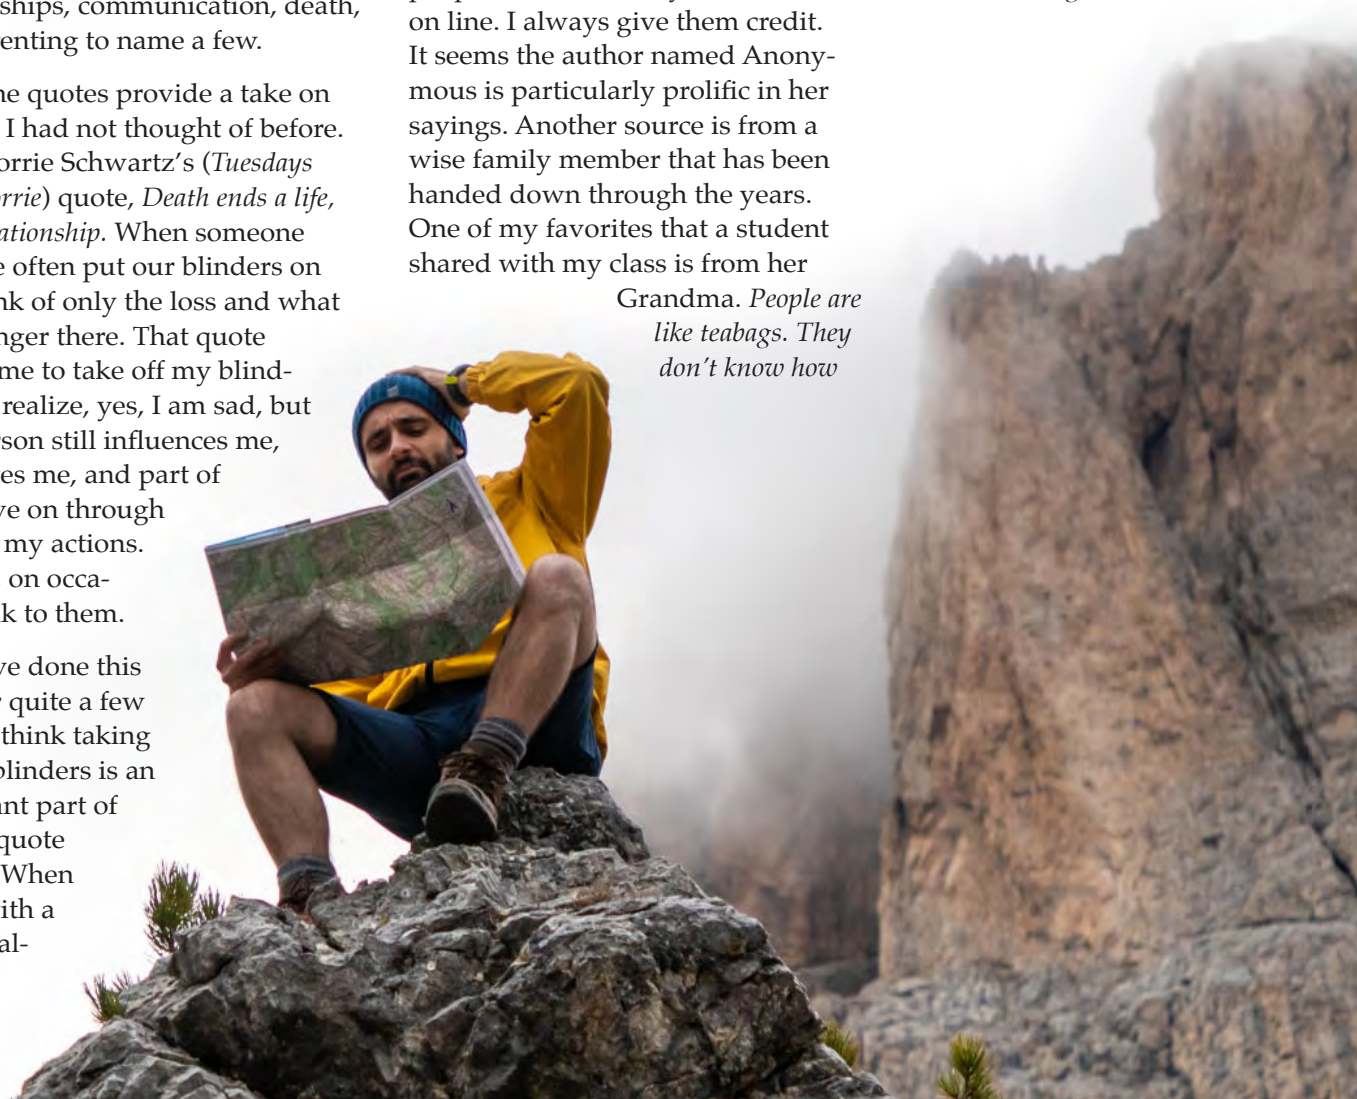 ships, communication, death,
enting to name a few.
ne quotes provide a take on
I had not thought of before.
orrie Schwartz's (Tuesdays
rrie) quote, Death ends a life,
ationship. When someone
e often put our blinders on
nk of only the loss and what
nger there. That quote
me to take off my blind-
realize, yes, I am sad, but
rson still influences me,
es me, and part of
ve on through
my actions.
on occa-
k to them.
ve done this
r quite a few
think taking
blinders is an
ant part of
quote
When
ith a
al-
on line. I always give them credit.
It seems the author named Anony-
mous is particularly prolific in her
sayings. Another source is from a
wise family member that has been
handed down through the years.
One of my favorites that a student
shared with my class is from her
Grandma. People are
like teabags. They
don't know how